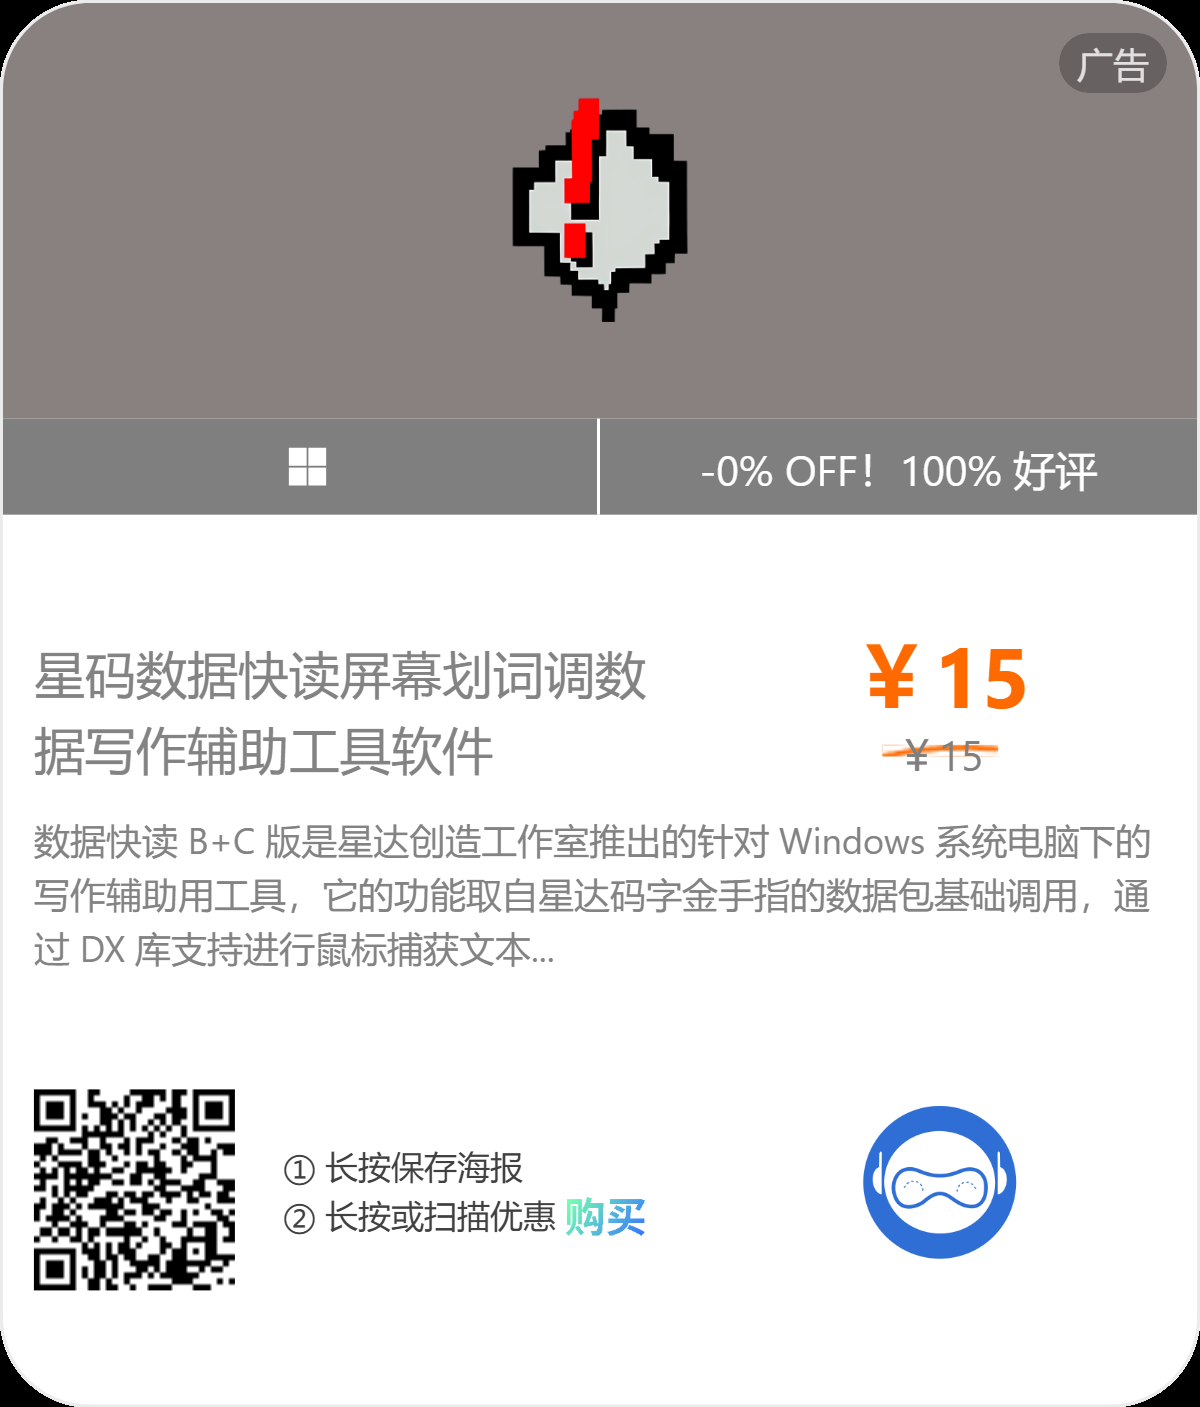 广告
-0% OFF！100% 好评
星码数据快读屏幕划词调数
据写作辅助工具软件
¥ 15
¥ 15
数据快读 B+C 版是星达创造工作室推出的针对 Windows 系统电脑下的
写作辅助用工具，它的功能取自星达码字金手指的数据包基础调用，通
过 DX 库支持进行鼠标捕获文本...
① 长按保存海报
② 长按或扫描优惠 购买